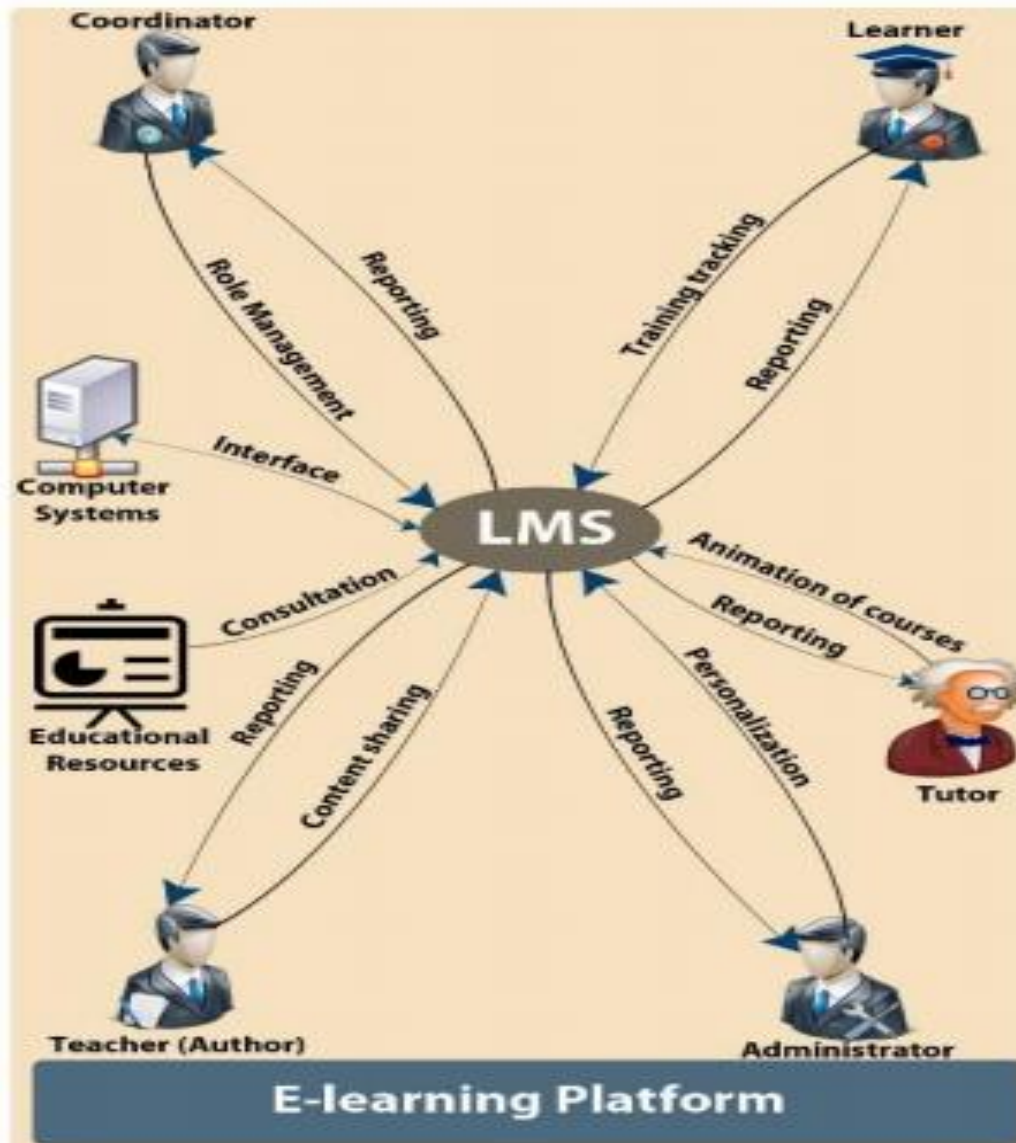 Coordinator
Learner
Role Management
Reporting
Training tracking
Reporting
Interface
Computer
Systems
LMS
Animation of courses
Reporting
Consultation
Educational
Resources
Reporting
Content sharing
Reporting
Personalization
Tutor
Teacher (Author)
Administrator
E-learning Platform